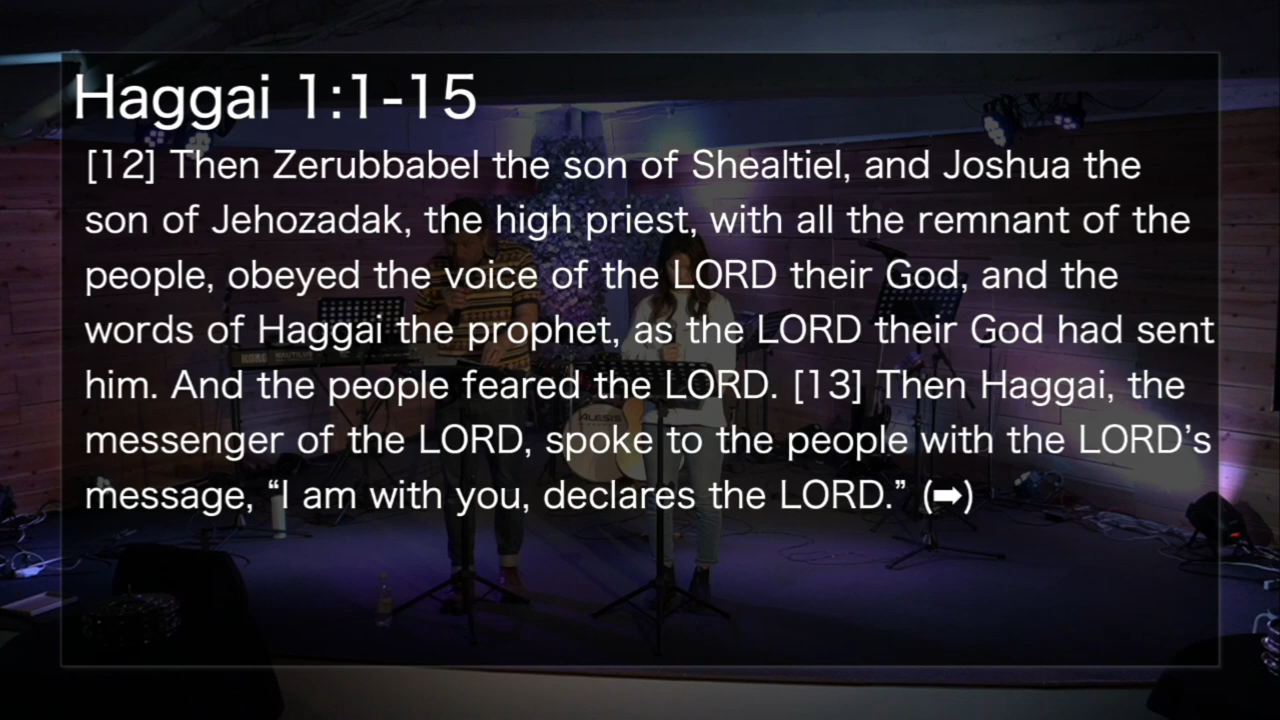 Haggai 1:1-15
[12] Then Zerubbabel the son of Shealtiel, and Joshua the
son of Jehozadak, the high priest, with all the remnant of the
people, obeyed the voice of the LORD their God, and the
words of Haggai the prophet, as the LORD their God had sent
him. And the people feared the LORD. [13] Then Haggai, the
messenger of the LORD, spoke to the people with the LORD’s
message, “I am with you, declares the LORD.” (➡)
KORG NAUTILUS
ALESIS